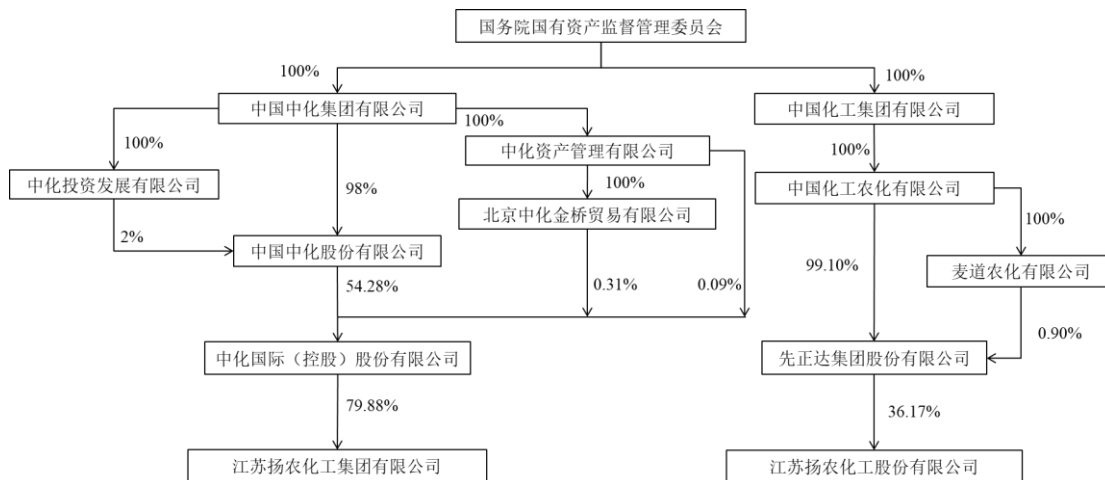 国务院国有资产监督管理委员会
100%
100%
中国中化集团有限公司
中国化工集团有限公司
100%
100%
中化资产管理有限公司
100%
中化投资发展有限公司
98%
100%
中国化工农化有限公司
北京中化金桥贸易有限公司
100%
2%
中国中化股份有限公司
99.10%
麦道农化有限公司
54.28%
0.31%
0.09%
0.90%
中化国际（控股）股份有限公司
先正达集团股份有限公司
79.88%
36.17%
江苏扬农化工集团有限公司
江苏扬农化工股份有限公司